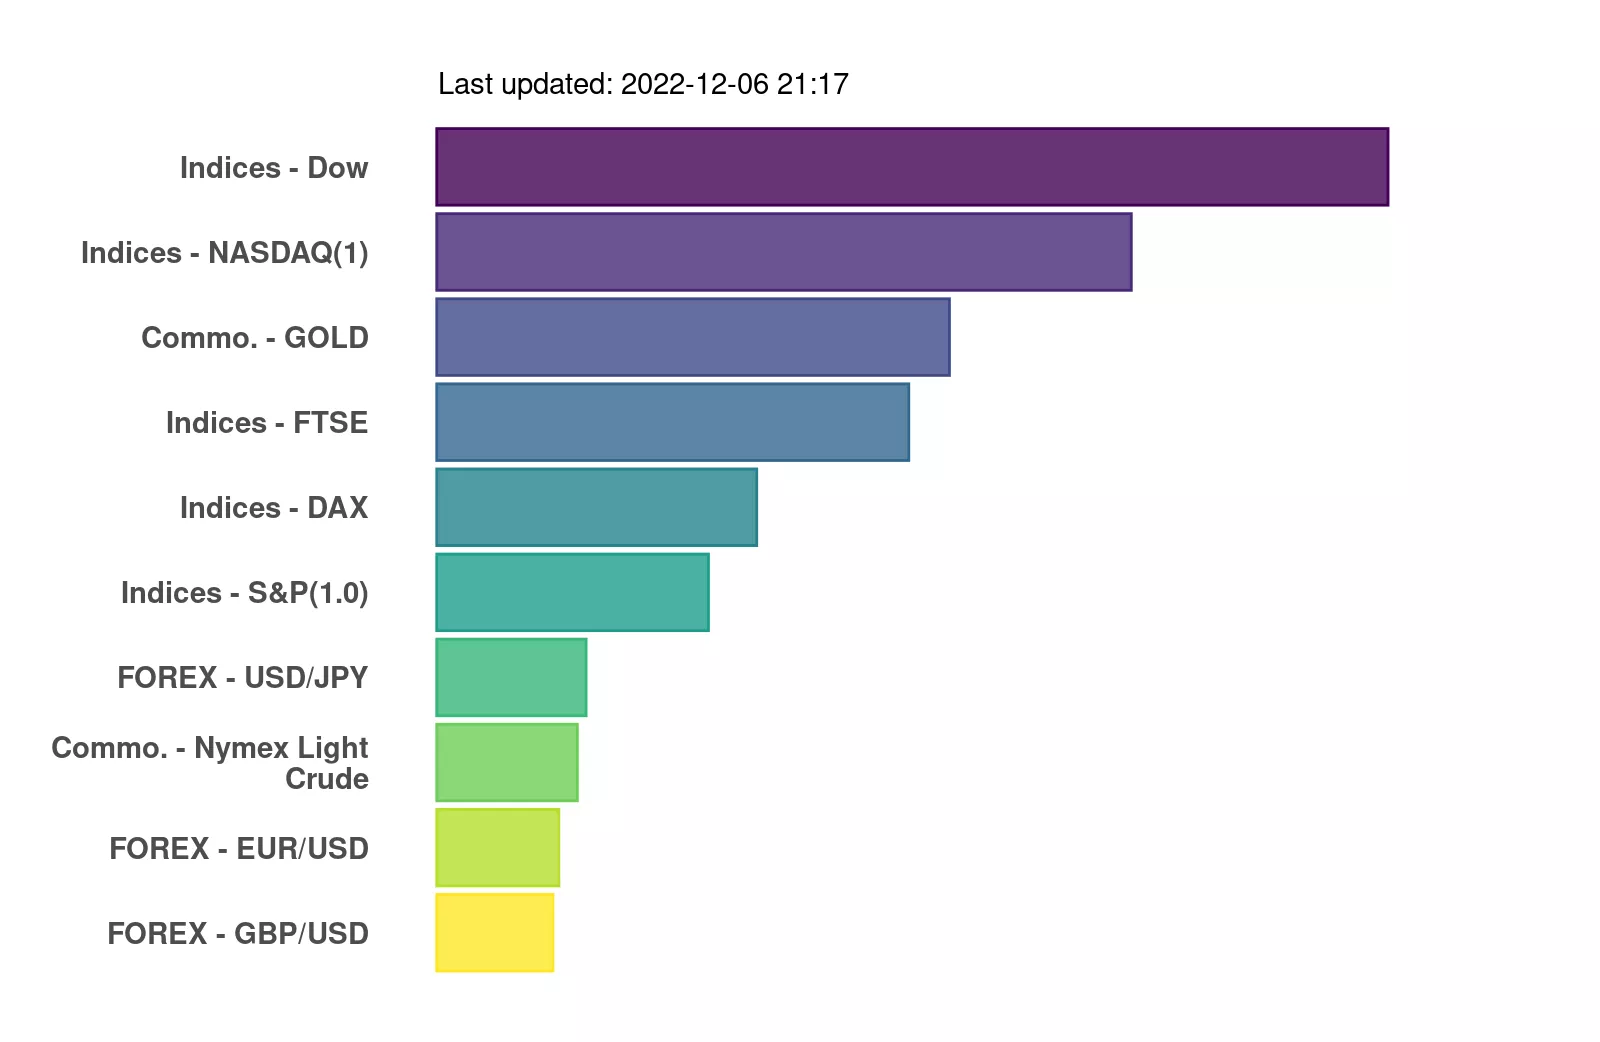 Last updated: 2022-12-06 21:17
Indices - Dow
Indices - NASDAQ(1)
Commo. - GOLD
Indices - FTSE
Indices - DAX
Indices - S&P(1.0)
FOREX - USD/JPY
Commo. - Nymex Light
Crude
FOREX - EUR/USD
FOREX - GBP/USD